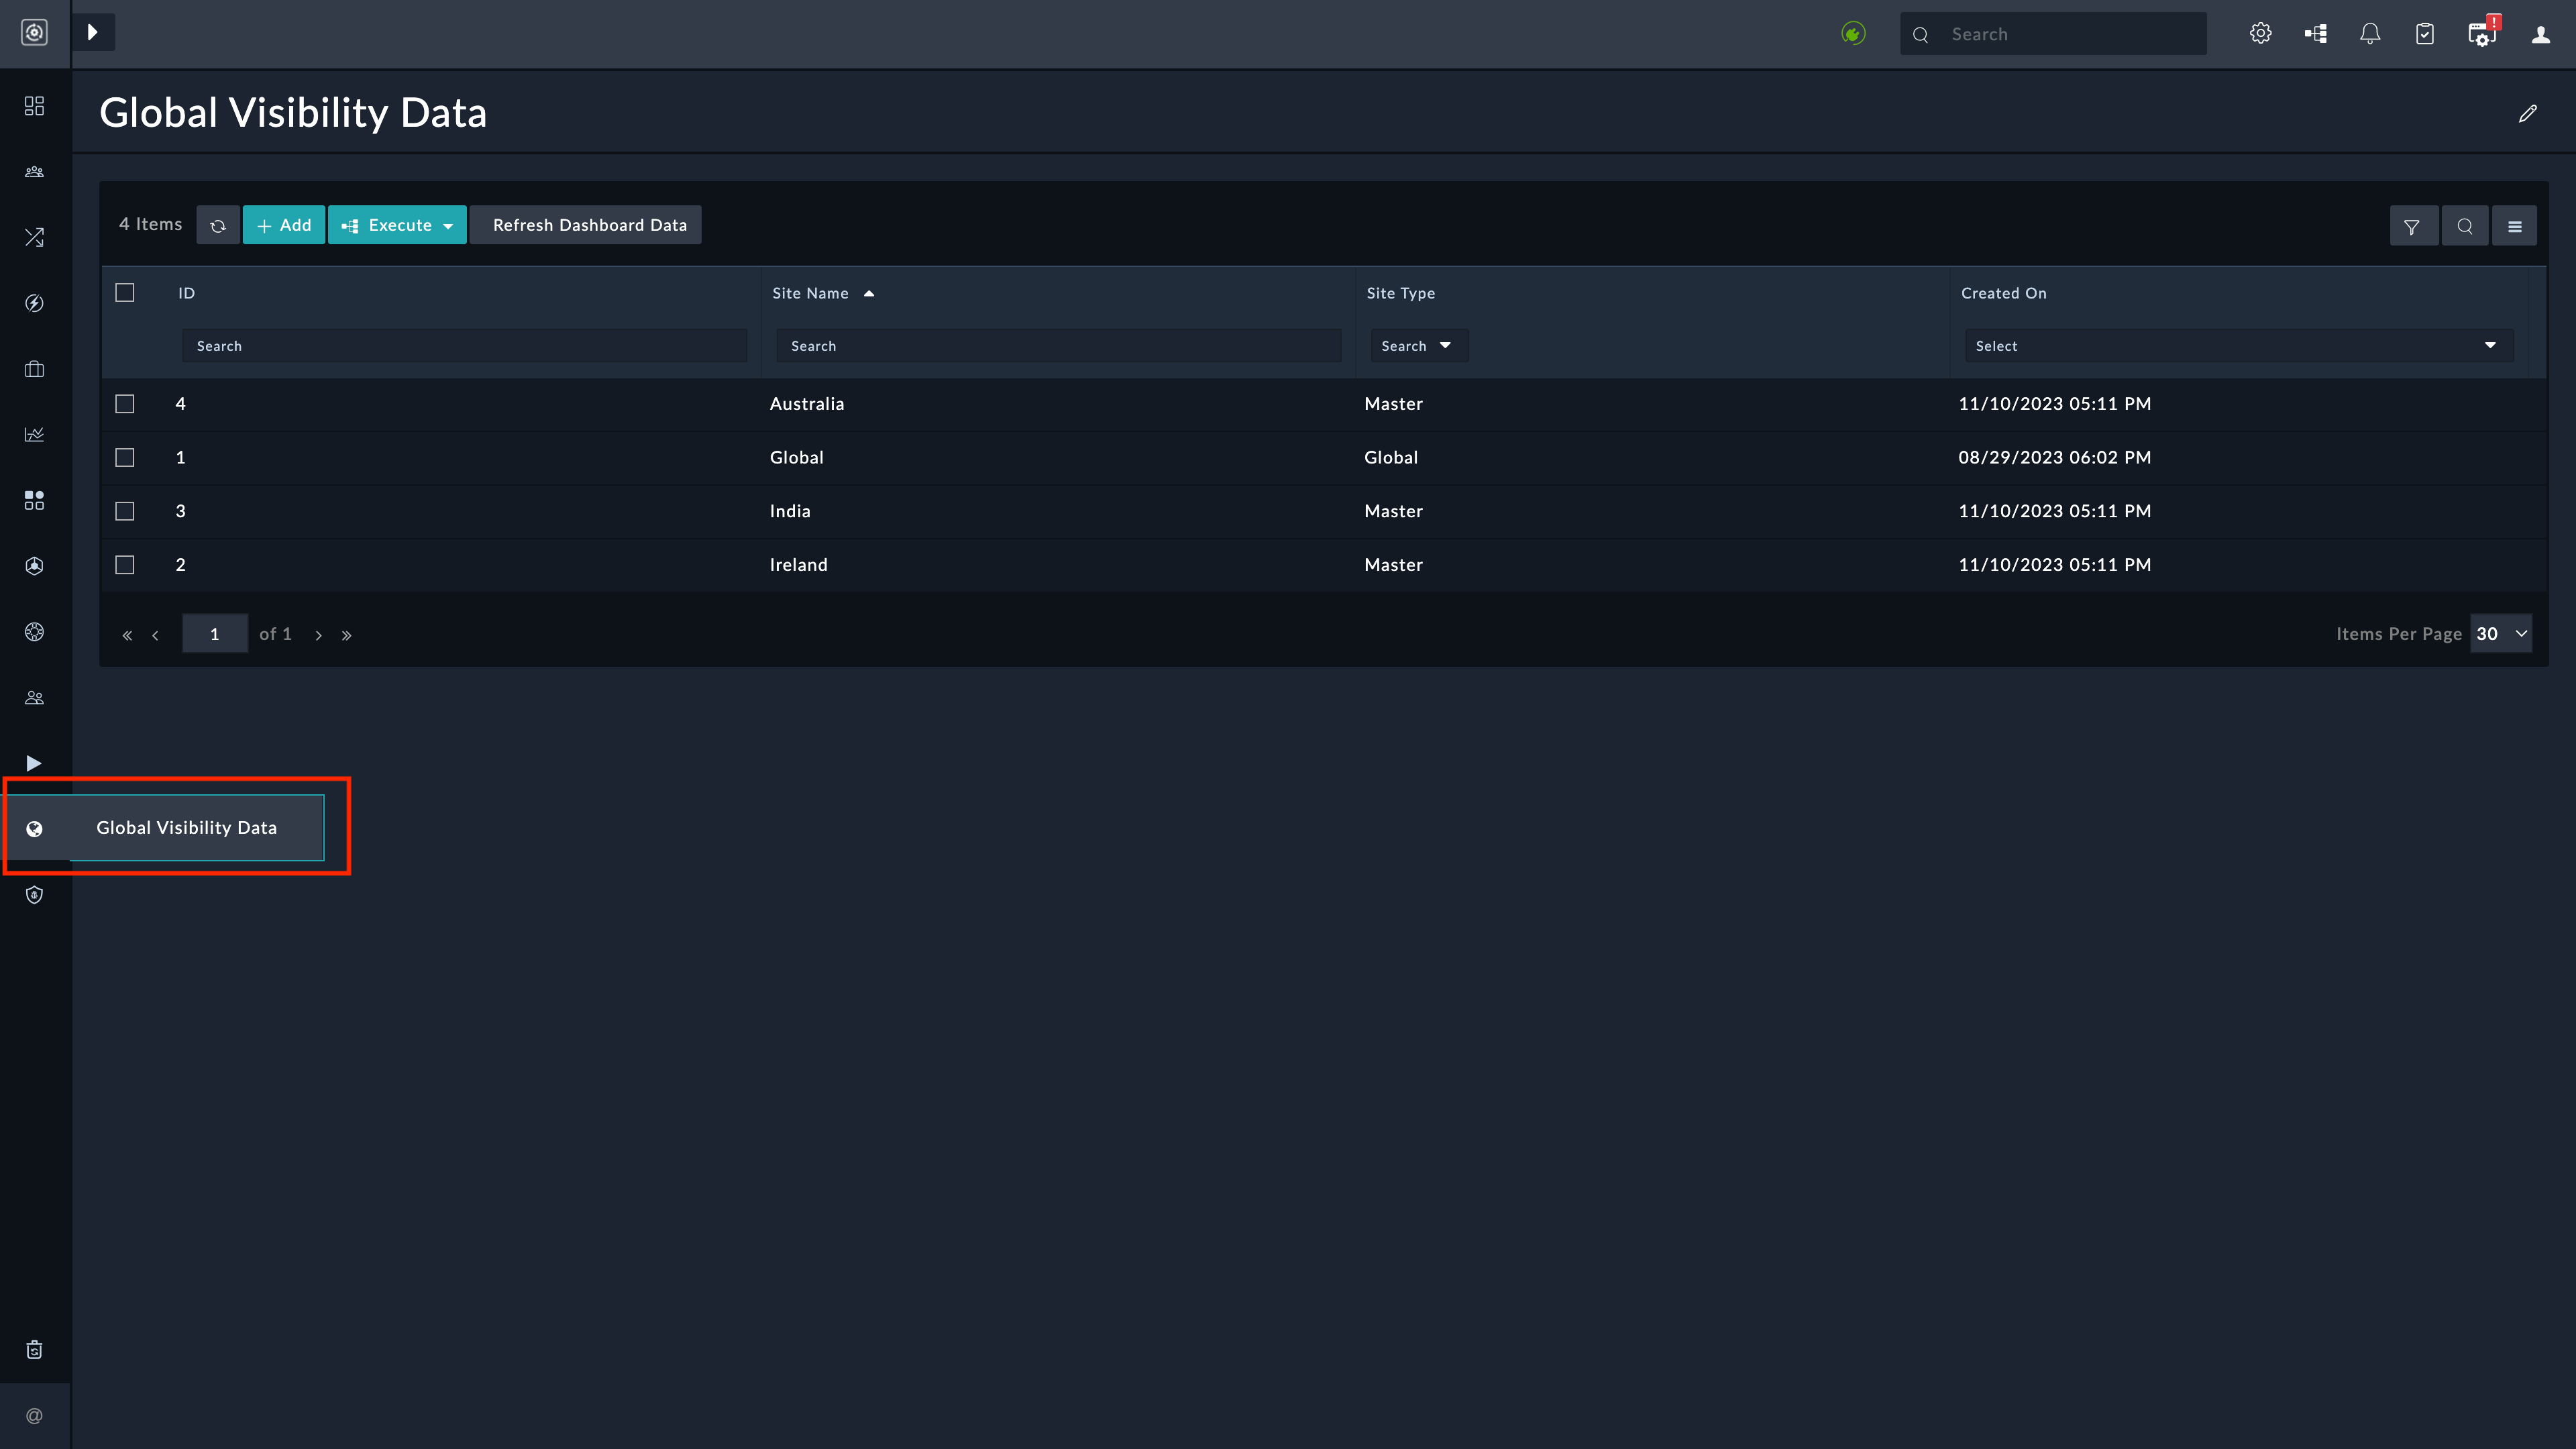 Search
!
Global Visibility Data
4 Items
Add
Execute
Refresh Dashboard Data
ID
Site Name
Site Type
Created On
Search
Search
Search
Select
4 Australia Master 11/10/2023 05:11 PM
1 Global Global 08/29/2023 06:02 PM
3 India Master 11/10/2023 05:11 PM
2 Ireland Master 11/10/2023 05:11 PM
1 of 1
Items Per Page 30
Global Visibility Data
@